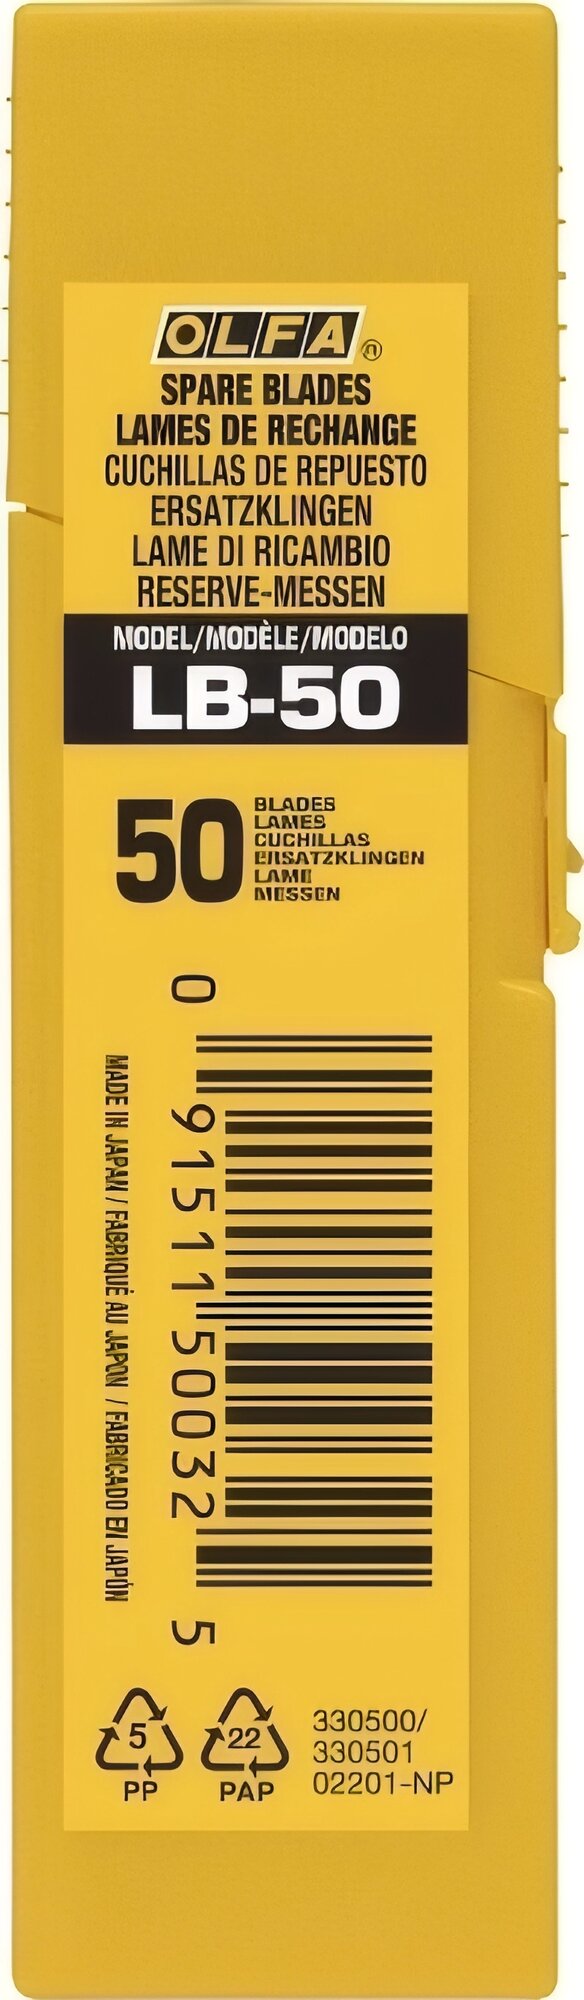 OLFA®
SPARE BLADES
LAMES DE RECHANGE
CUCHILLAS DE REPUESTO
ERSATZKLINGEN
LAME DI RICAMBIO
RESERVE-MESSEN
MODEL/MODÈLE/MODELO
LB-50
50
BLADES
LAMES
CUCHILLAS
ERSATZKLINGEN
LAME
MESSEN
0 91511 50032 5
MADE IN JAPAN / FABRIQUÉ AU JAPON / FABRICADO EN JAPÓN
5
PP
22
PAP
330500/
330501
02201-NP